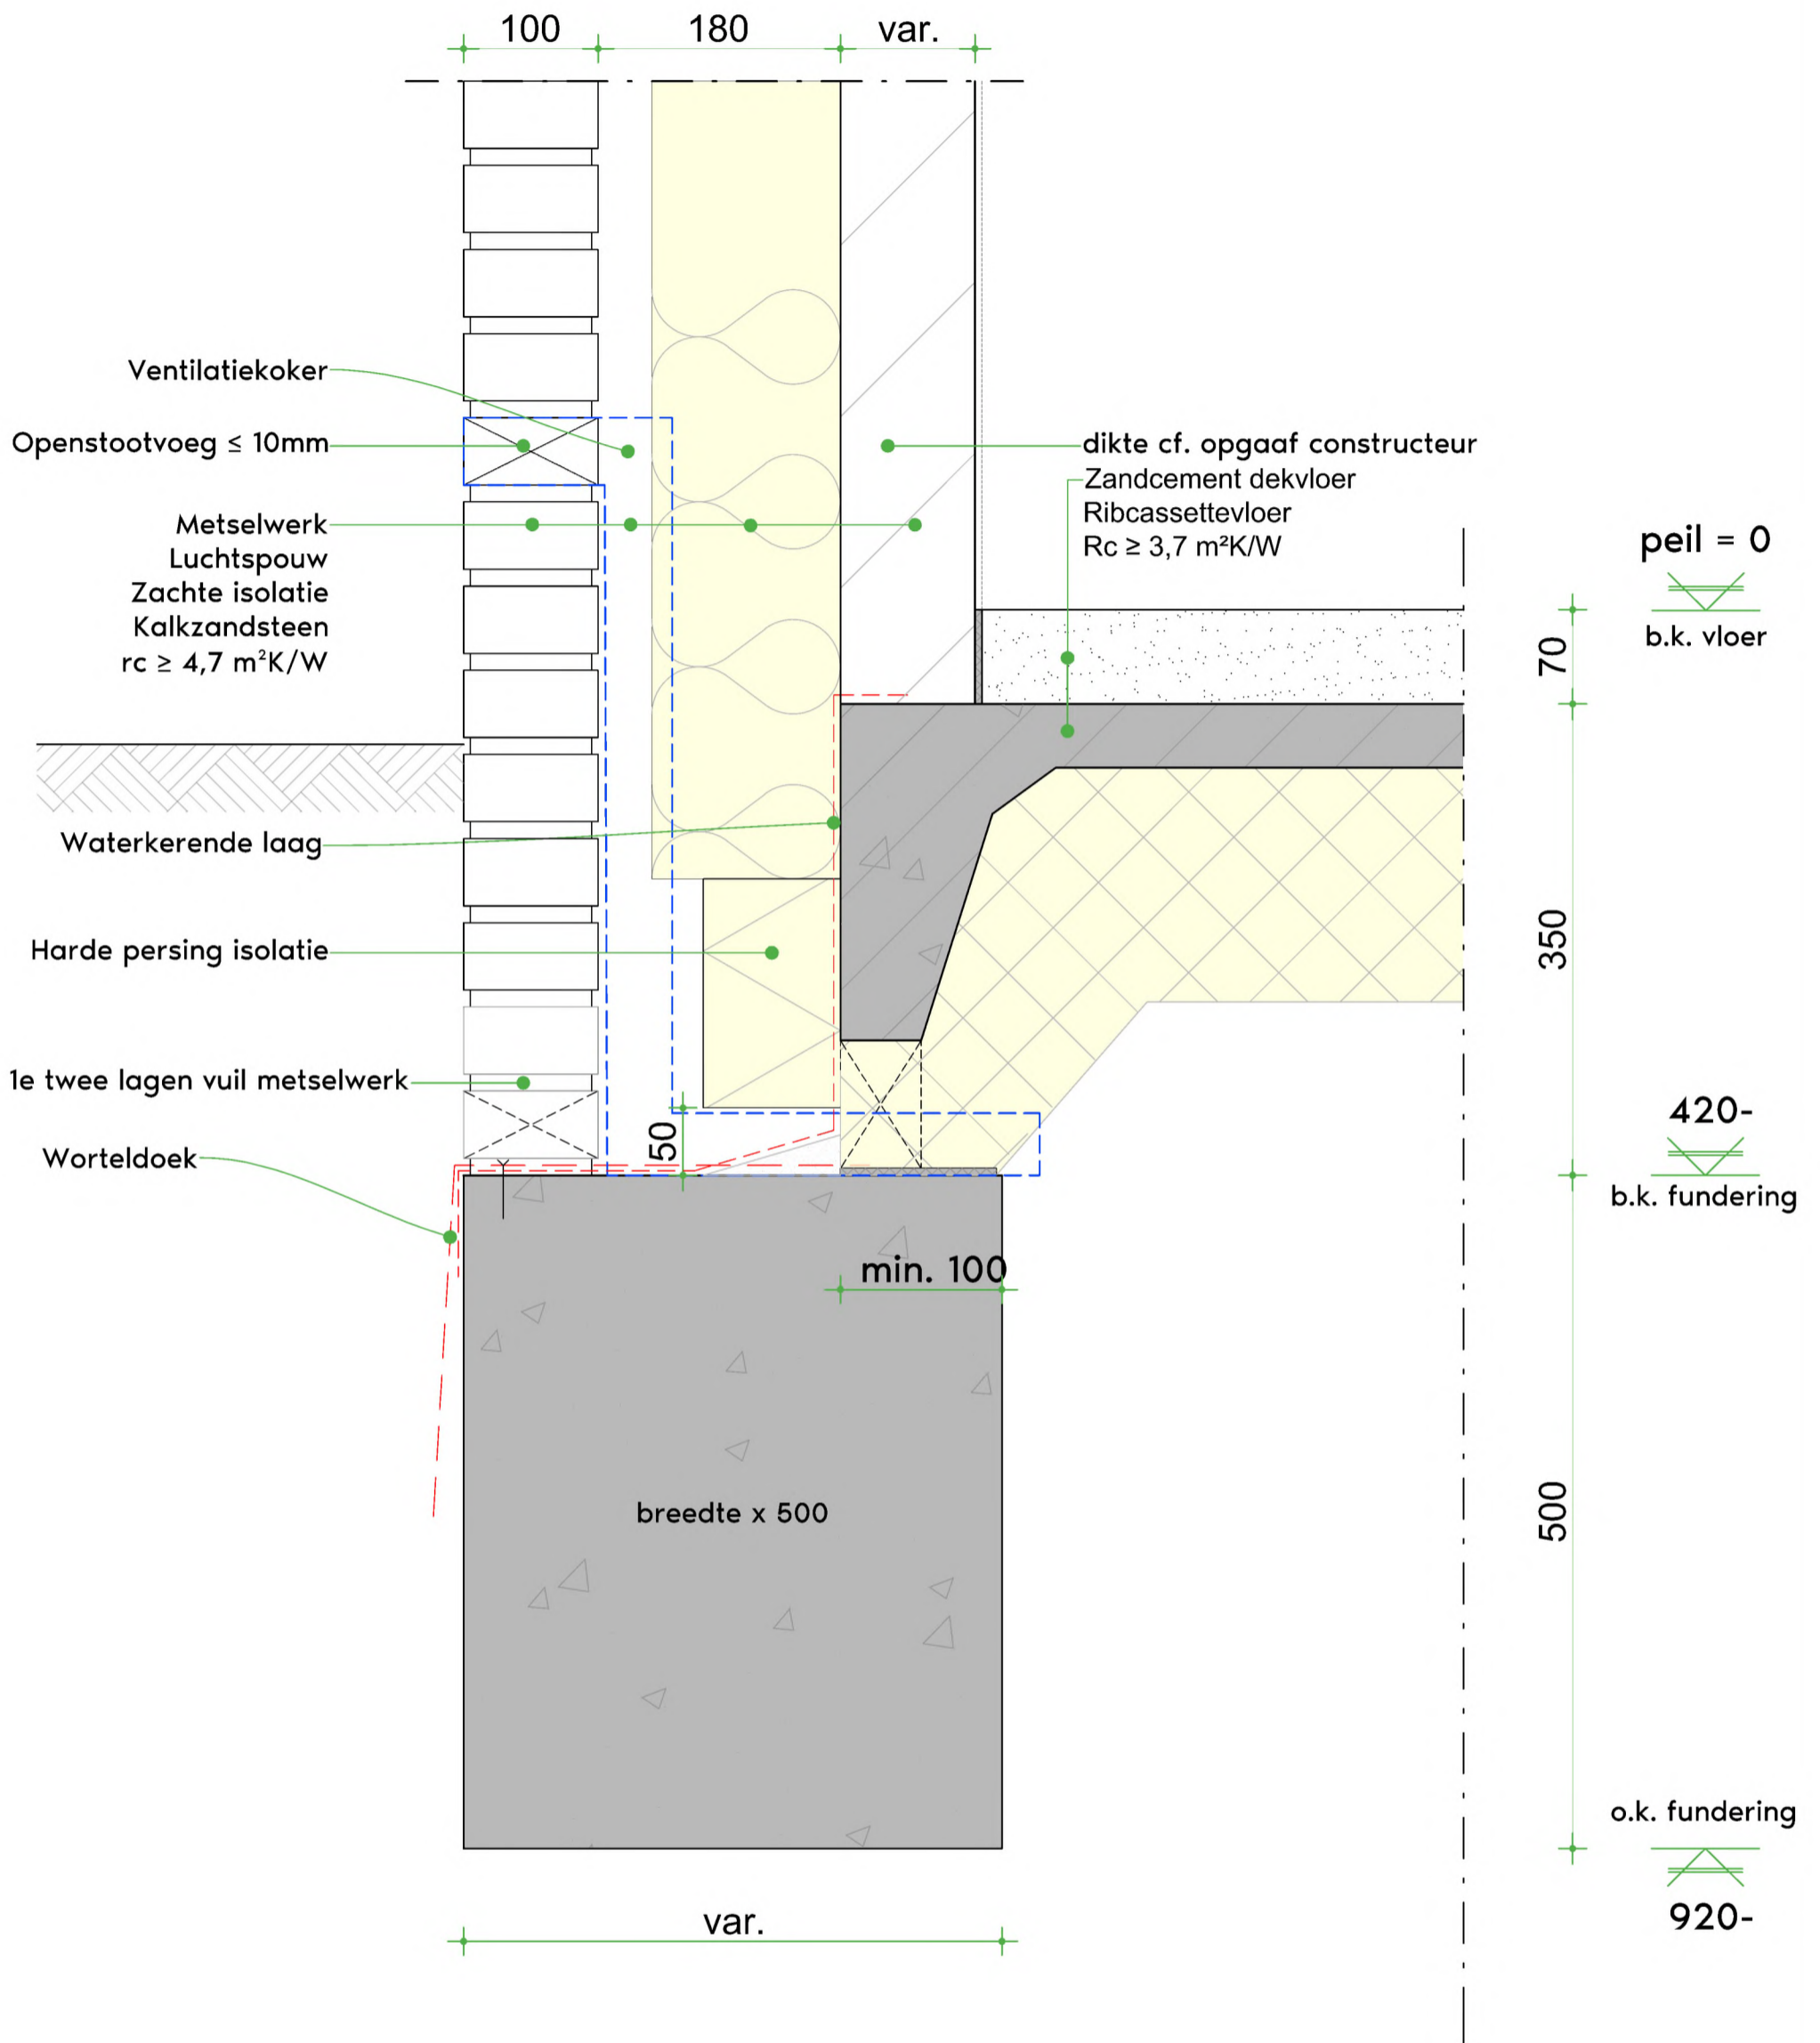 100
180
var.
Ventilatiekoker
Openstootvoeg ≤ 10mm
Metselwerk
Luchtspouw
Zachte isolatie
Kalkzandsteen
rc ≥ 4,7 m²K/W
Waterkerende laag
Harde persing isolatie
1e twee lagen vuil metselwerk
Worteldoek
dikte cf. opgaaf constructeur
Zandcement dekvloer
Ribcassettevloer
Rc ≥ 3,7 m²K/W
peil = 0
b.k. vloer
70
350
420-
b.k. fundering
50
min. 100
breedte x 500
500
o.k. fundering
920-
var.